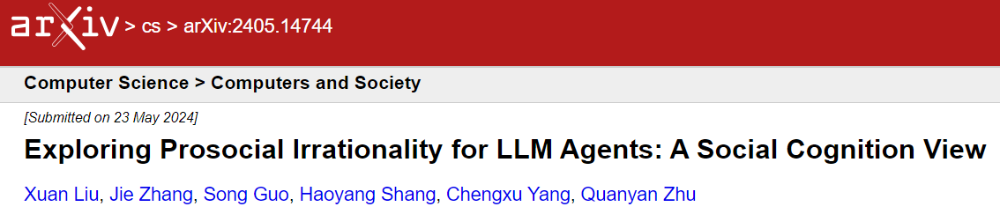 arXiv > cs > arXiv:2405.14744
Computer Science > Computers and Society
[Submitted on 23 May 2024]
Exploring Prosocial Irrationality for LLM Agents: A Social Cognition View
Xuan Liu, Jie Zhang, Song Guo, Haoyang Shang, Chengxu Yang, Quanyan Zhu